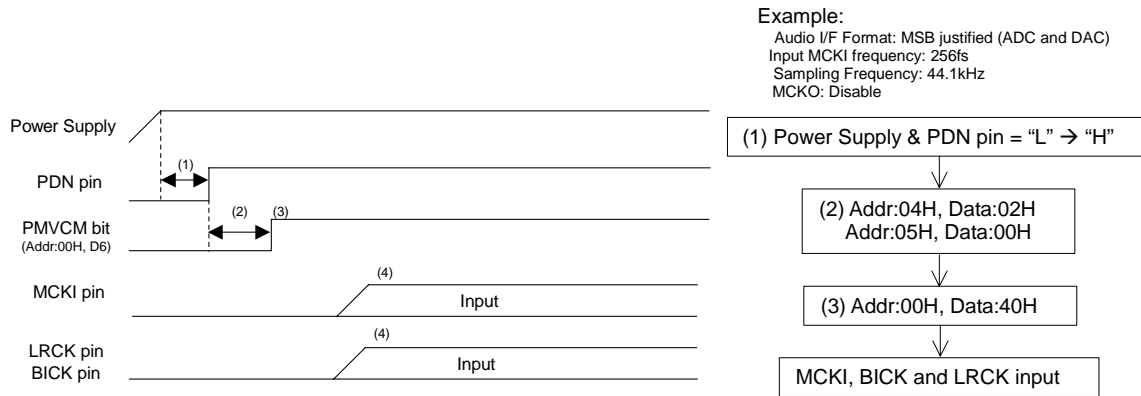 Example:
Audio I/F Format: MSB justified (ADC and DAC)
Input MCKI frequency: 256fs
Sampling Frequency: 44.1kHz
MCKO: Disable
Power Supply
(1)
PDN pin
(2)
(3)
PMVCM bit
(Addr:00H, D6)
(4)
MCKI pin
Input
(4)
LRCK pin
BICK pin
Input
(1) Power Supply & PDN pin = “L” → “H”
(2) Addr:04H, Data:02H
Addr:05H, Data:00H
(3) Addr:00H, Data:40H
MCKI, BICK and LRCK input